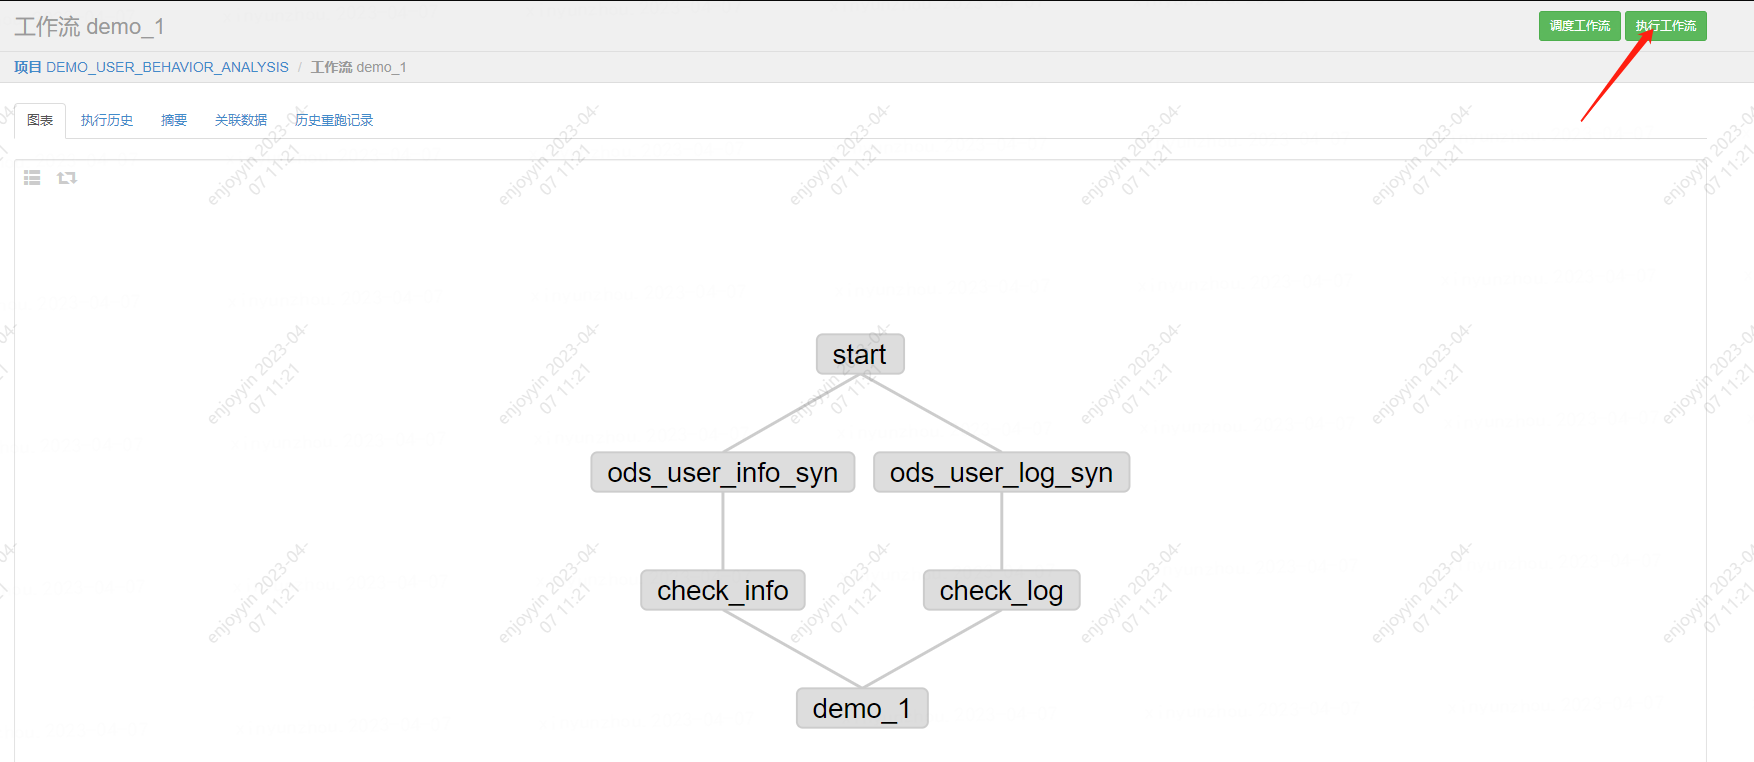 工作流 demo_1
调度工作流 执行工作流
项目 DEMO_USER_BEHAVIOR_ANALYSIS / 工作流 demo_1
图表 执行历史 摘要 关联数据 历史重跑记录
start
ods_user_info_syn ods_user_log_syn
check_info check_log
demo_1
enjoyyin 2023-04-
07 11:21